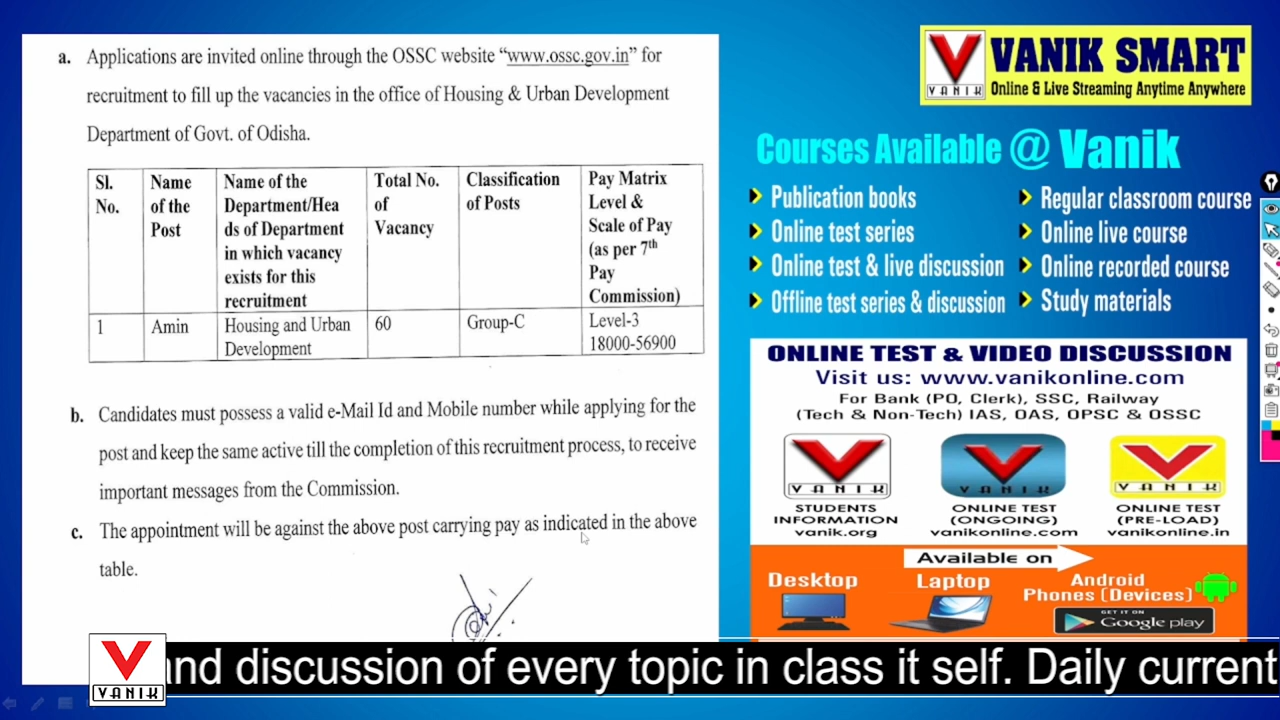 a. Applications are invited online through the OSSC website “www.ossc.gov.in” for
recruitment to fill up the vacancies in the office of Housing & Urban Development
Department of Govt. of Odisha.
Sl. No.
Name of the Post
Name of the Department/Hea ds of Department in which vacancy exists for this recruitment
Total No. of Vacancy
Classification of Posts
Pay Matrix Level & Scale of Pay (as per 7th Pay Commission)
1
Amin
Housing and Urban Development
60
Group-C
Level-3 18000-56900
b. Candidates must possess a valid e-Mail Id and Mobile number while applying for the
post and keep the same active till the completion of this recruitment process, to receive
important messages from the Commission.
c. The appointment will be against the above post carrying pay as indicated in the above
table.
VANIK
VANIK SMART
Online & Live Streaming Anytime Anywhere
Courses Available @ Vanik
Publication books
Online test series
Online test & live discussion
Offline test series & discussion
Regular classroom course
Online live course
Online recorded course
Study materials
ONLINE TEST & VIDEO DISCUSSION
Visit us: www.vanikonline.com
For Bank (PO, Clerk), SSC, Railway
(Tech & Non-Tech) IAS, OAS, OPSC & OSSC
VANIK
STUDENTS
INFORMATION
vanik.org
VANIK
ONLINE TEST
(ONGOING)
vanikonline.com
VANIK
ONLINE TEST
(PRE-LOAD)
vanikonline.in
Available on
Desktop
Laptop
Android
Phones (Devices)
GET IT ON
Google play
VANIK
and discussion of every topic in class it self. Daily current